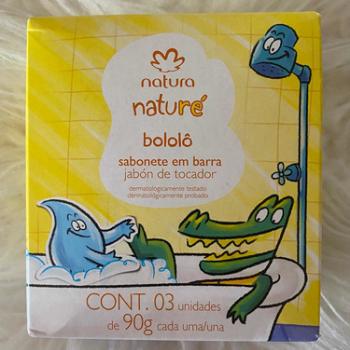 natura
naturé
bololô
sabonete em barra
jabón de tocador
dermatologicamente testado
dermatológicamente probado
CONT. 03 unidades
de 90g cada uma/una